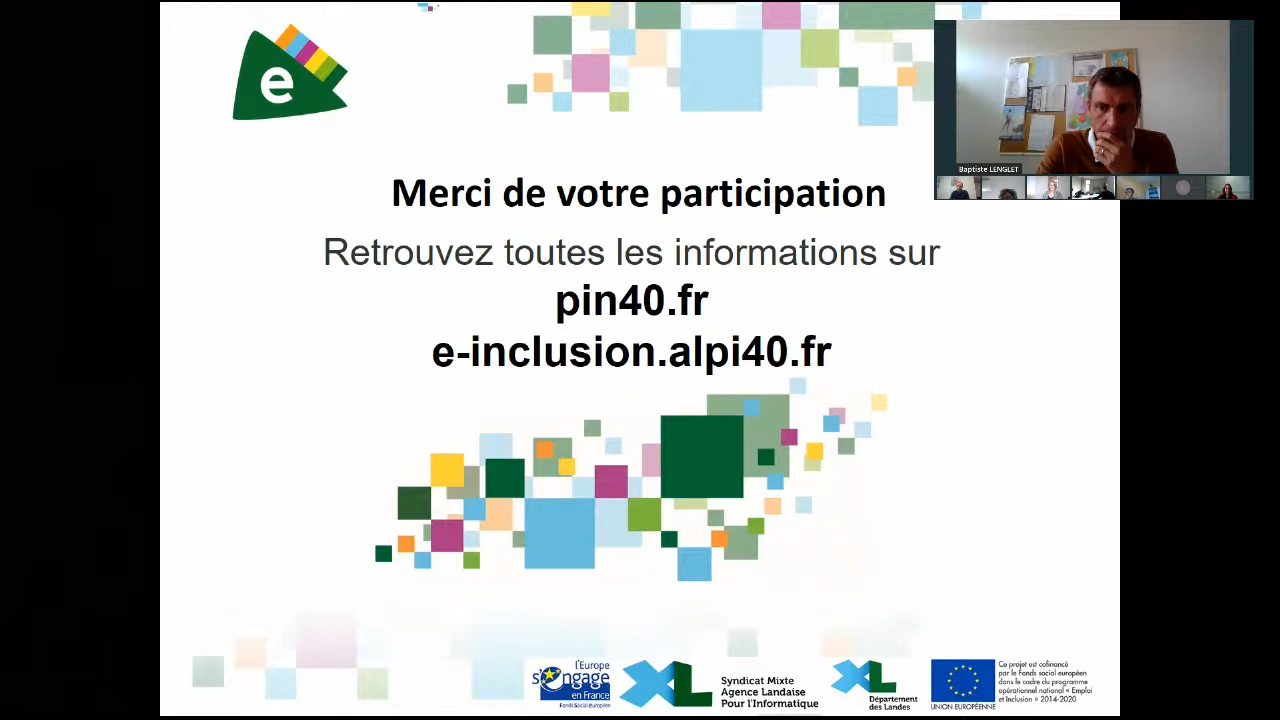 e
Baptiste LENGLET
Merci de votre participation
Retrouvez toutes les informations sur
pin40.fr
e-inclusion.alpi40.fr
l'Europe
s'engage
en France
Fonds Social Européen
XL
Syndicat Mixte
Agence Landaise
Pour l'Informatique
XL
Département
des Landes
UNION EUROPÉENNE
Ce projet est cofinancé
par le Fonds social européen
dans le cadre du programme
opérationnel national « Emploi
et Inclusion » 2014-2020